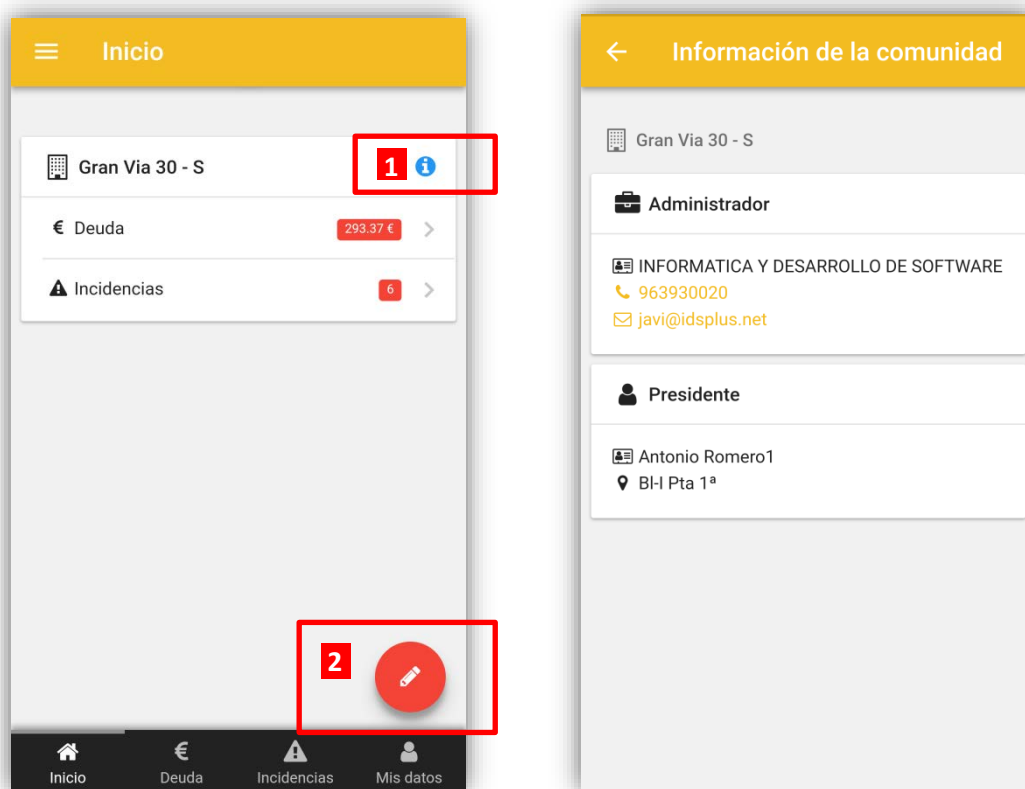 Inicio
Gran Via 30 - S
1
€ Deuda
293.37 €
Incidencias
6
2
Inicio
€
Deuda
Incidencias
Mis datos
Información de la comunidad
Gran Via 30 - S
Administrador
INFORMATICA Y DESARROLLO DE SOFTWARE
963930020
javi@idsplus.net
Presidente
Antonio Romero1
Bl-I Pta 1ª